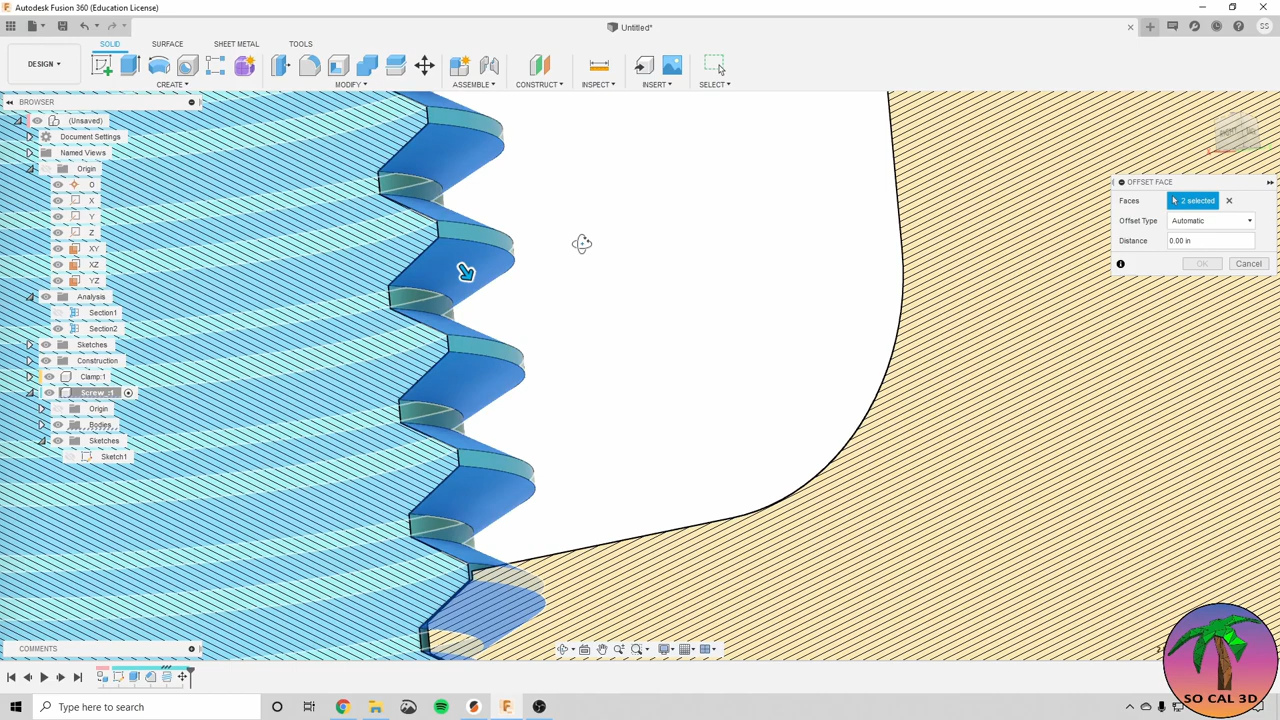 Autodesk Fusion 360 (Education License)
Untitled*
SS
DESIGN
SOLID
SURFACE
SHEET METAL
TOOLS
CREATE
MODIFY
ASSEMBLE
CONSTRUCT
INSPECT
INSERT
SELECT
BROWSER
(Unsaved)
Document Settings
Named Views
Origin
O
X
Y
Z
XY
XZ
YZ
Analysis
Section1
Section2
Sketches
Construction
Clamp:1
Screw_:1
Origin
Bodies
Sketches
Sketch1
OFFSET FACE
Faces
2 selected
Offset Type
Automatic
Distance
0.00 in
OK
Cancel
COMMENTS
Type here to search
SO CAL 3D